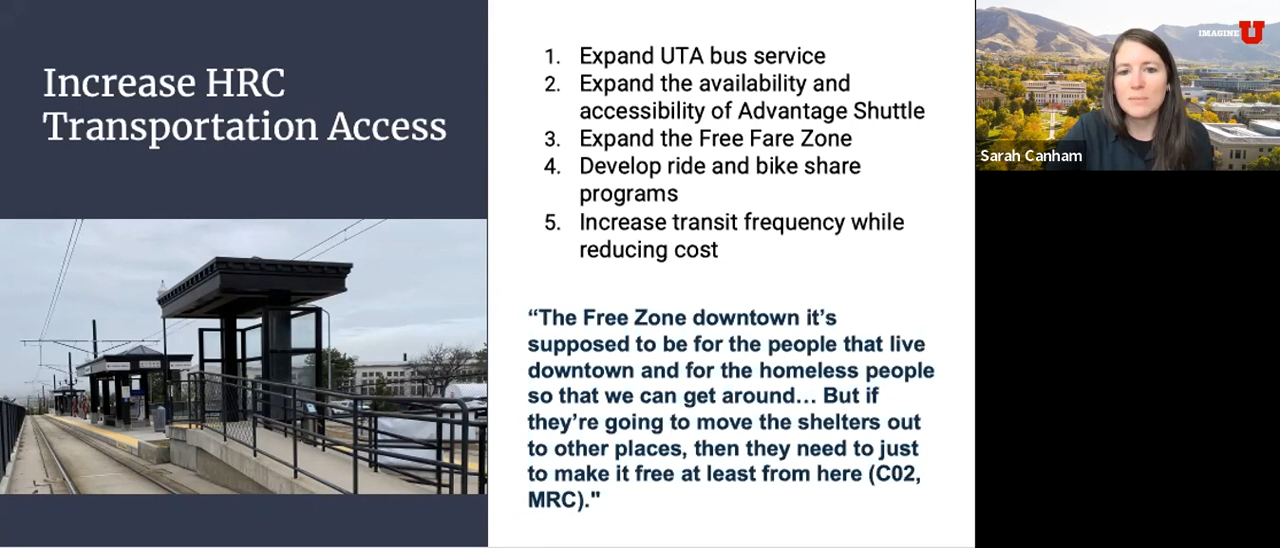 Increase HRC
Transportation Access
1. Expand UTA bus service
2. Expand the availability and
accessibility of Advantage Shuttle
3. Expand the Free Fare Zone
4. Develop ride and bike share
programs
5. Increase transit frequency while
reducing cost
“The Free Zone downtown it’s
supposed to be for the people that live
downtown and for the homeless people
so that we can get around… But if
they’re going to move the shelters out
to other places, then they need to just
to make it free at least from here (C02,
MRC)."
IMAGINE U
Sarah Canham